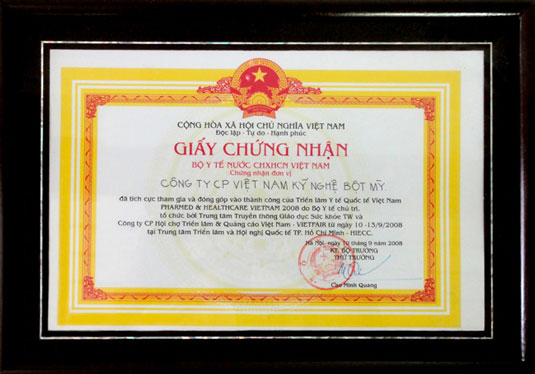 CỘNG HÒA XÃ HỘI CHỦ NGHĨA VIỆT NAM
Độc lập - Tự do - Hạnh phúc
GIẤY CHỨNG NHẬN
BỘ Y TẾ NƯỚC CHXHCN VIỆT NAM
Chứng nhận đơn vị
CÔNG TY CP VIỆT NAM KỸ NGHỆ BỘT MỲ
đã tích cực tham gia và đóng góp vào thành công của Triển lãm Y tế Quốc tế Việt Nam
PHARMED & HEALTHCARE VIETNAM 2008 do Bộ Y tế chủ trì,
tổ chức bởi Trung tâm Truyền thông Giáo dục Sức khỏe TW và
Công ty CP Hội chợ Triển lãm & Quảng cáo Việt Nam - VIETFAIR từ ngày 10 -13/9/2008
tại Trung tâm Triển lãm và Hội nghị Quốc tế TP. Hồ Chí Minh - HIECC.
Hà Nội, ngày 10 tháng 9 năm 2008
KT. BỘ TRƯỞNG
THỨ TRƯỞNG
Cao Minh Quang